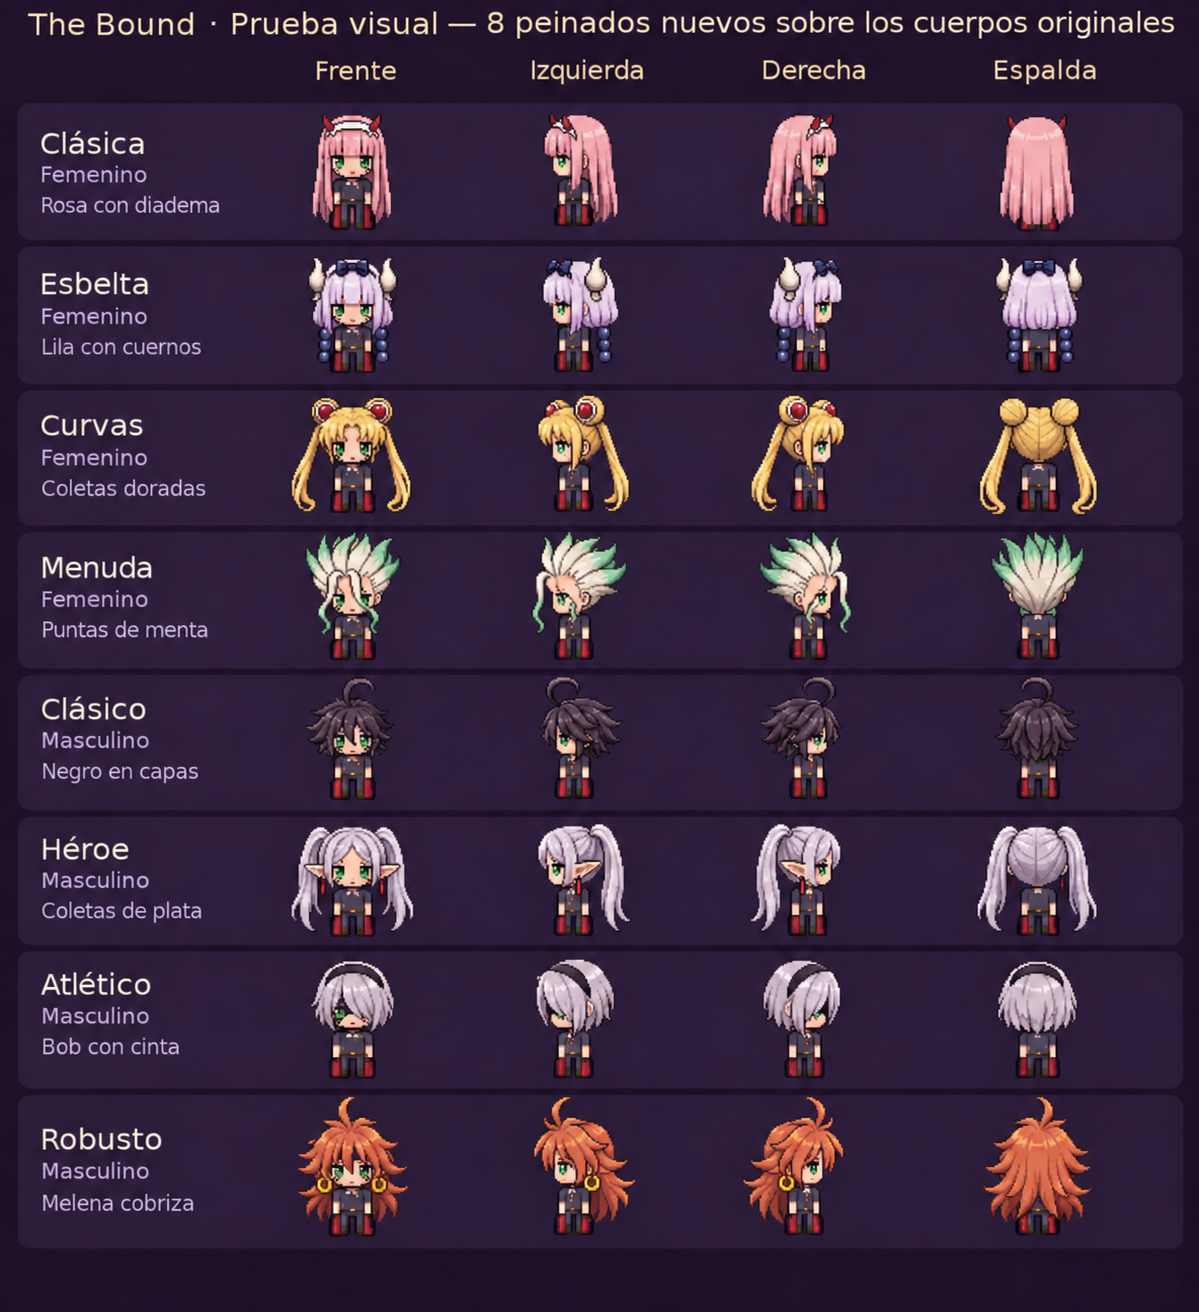 The Bound · Prueba visual — 8 peinados nuevos sobre los cuerpos originales
Frente Izquierda Derecha Espalda
Clásica
Femenino
Rosa con diadema
Esbelta
Femenino
Lila con cuernos
Curvas
Femenino
Coletas doradas
Menuda
Femenino
Puntas de menta
Clásico
Masculino
Negro en capas
Héroe
Masculino
Coletas de plata
Atlético
Masculino
Bob con cinta
Robusto
Masculino
Melena cobriza